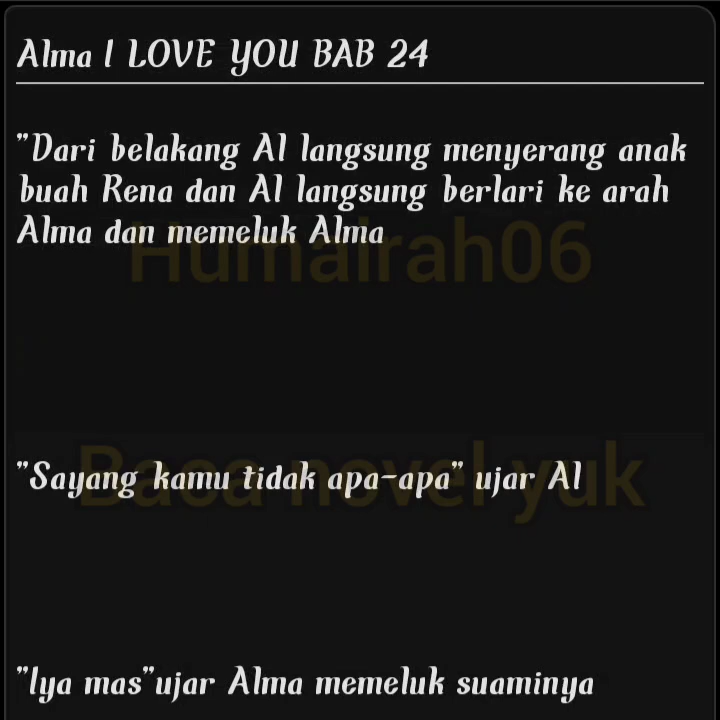 Alma I LOVE YOU BAB 24
"Dari belakang Al langsung menyerang anak
buah Rena dan Al langsung berlari ke arah
Alma dan memeluk Alma
Humairah06
"Sayang kamu tidak apa-apa" ujar Al
Baca novel yuk
"Iya mas"ujar Alma memeluk suaminya